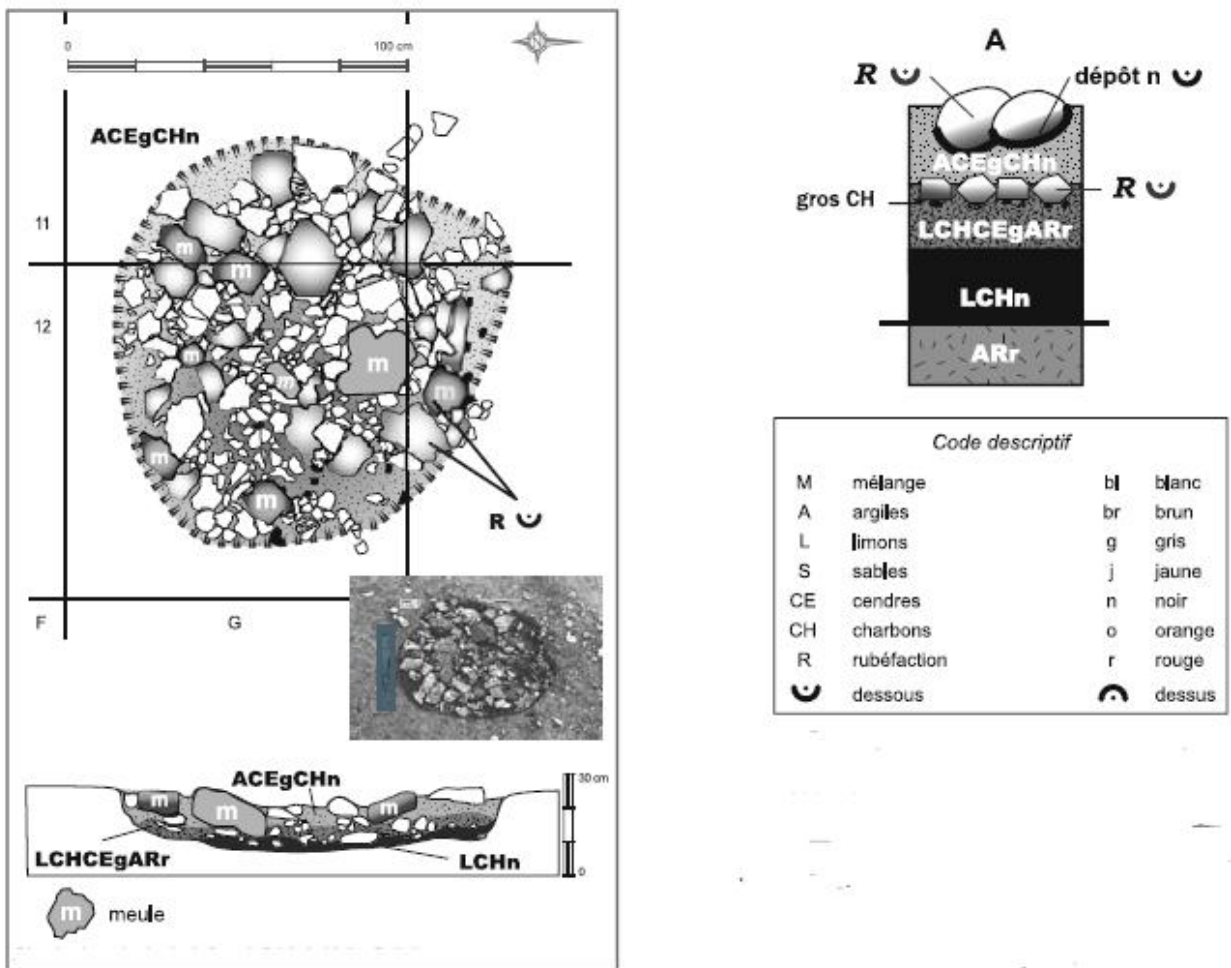 0 100 cm
N
ACEgCHn
11
m
m
12
m
m
m
m
m
m
R
F G
ACEgCHn
30 cm
m
m
m
LCHCEgARr
LCHn
0
m meule
A
R
dépôt n
ACEgCHn
gros CH
R
LCHCEgARr
LCHn
ARr
Code descriptif
M mélange bl blanc
A argiles br brun
L limons g gris
S sables j jaune
CE cendres n noir
CH charbons o orange
R rubéfaction r rouge
dessous dessus